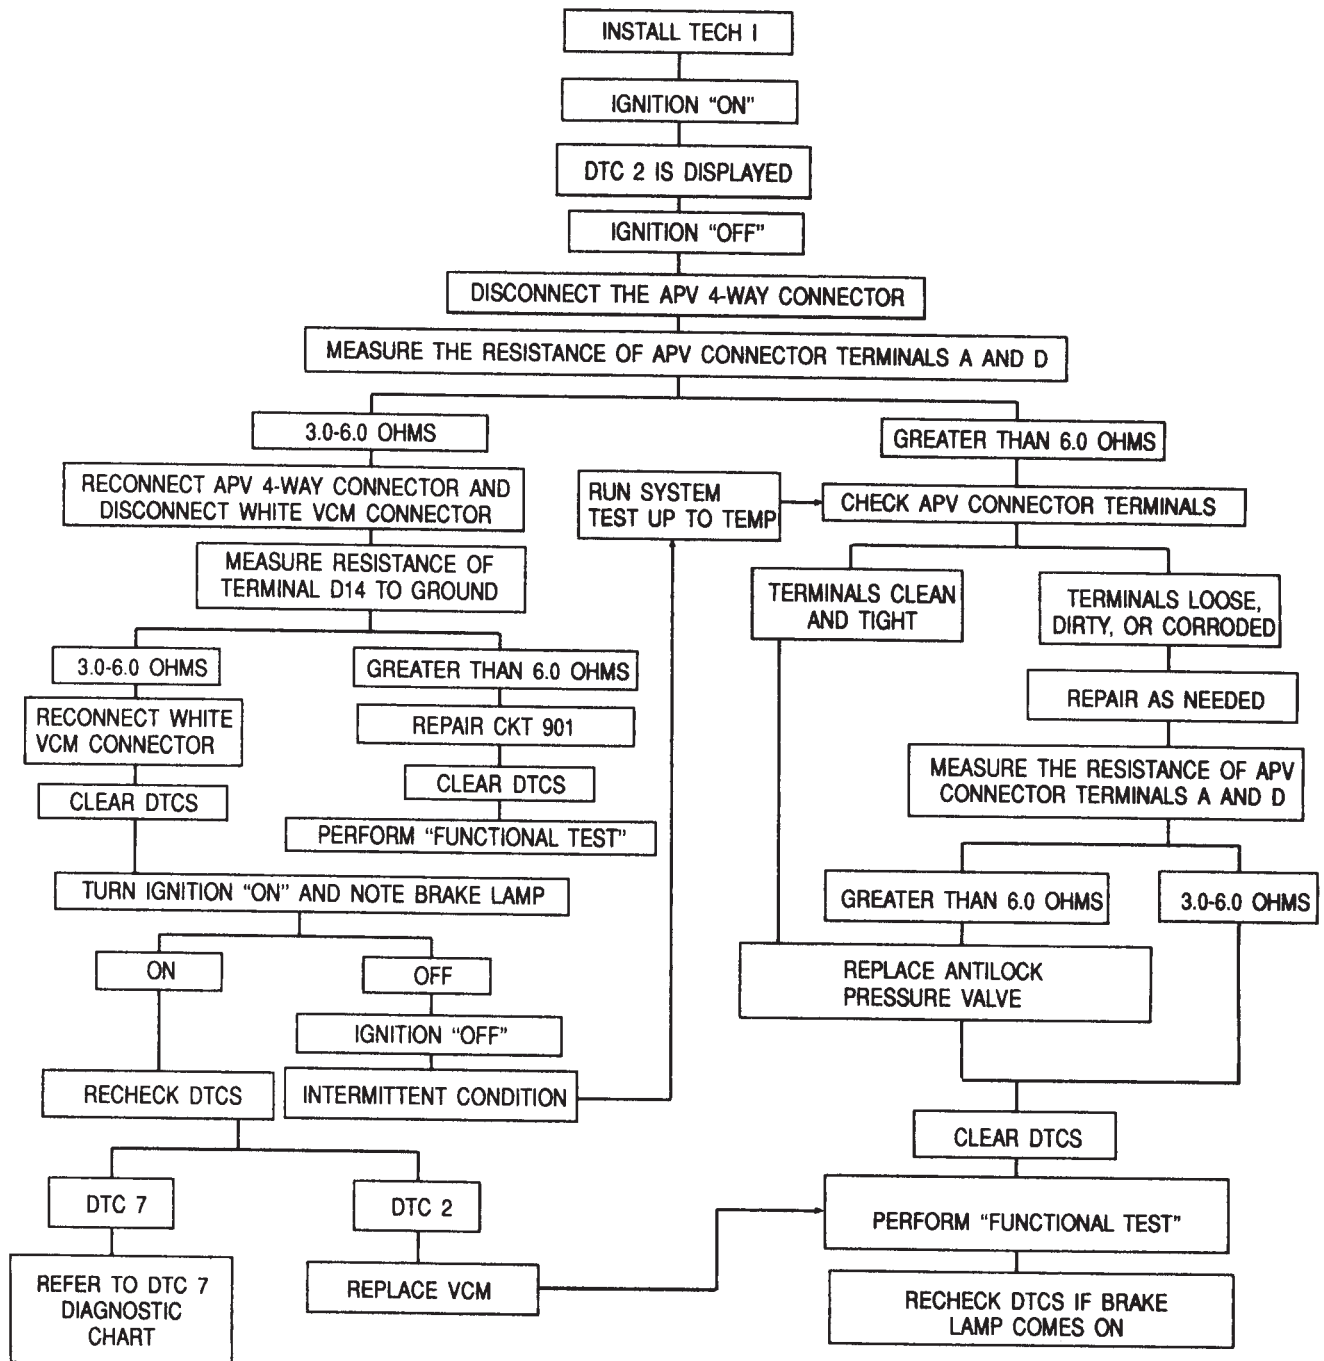 INSTALL TECH I
IGNITION “ON”
DTC 2 IS DISPLAYED
IGNITION “OFF”
DISCONNECT THE APV 4-WAY CONNECTOR
MEASURE THE RESISTANCE OF APV CONNECTOR TERMINALS A AND D
3.0-6.0 OHMS
RECONNECT APV 4-WAY CONNECTOR AND
DISCONNECT WHITE VCM CONNECTOR
MEASURE RESISTANCE OF
TERMINAL D14 TO GROUND
3.0-6.0 OHMS
RECONNECT WHITE
VCM CONNECTOR
CLEAR DTCS
GREATER THAN 6.0 OHMS
REPAIR CKT 901
CLEAR DTCS
PERFORM “FUNCTIONAL TEST”
TURN IGNITION “ON” AND NOTE BRAKE LAMP
ON
RECHECK DTCS
OFF
IGNITION “OFF”
INTERMITTENT CONDITION
DTC 7
REFER TO DTC 7
DIAGNOSTIC
CHART
DTC 2
REPLACE VCM
RUN SYSTEM
TEST UP TO TEMP
GREATER THAN 6.0 OHMS
CHECK APV CONNECTOR TERMINALS
TERMINALS CLEAN
AND TIGHT
TERMINALS LOOSE,
DIRTY, OR CORRODED
REPAIR AS NEEDED
MEASURE THE RESISTANCE OF APV
CONNECTOR TERMINALS A AND D
GREATER THAN 6.0 OHMS
3.0-6.0 OHMS
REPLACE ANTILOCK
PRESSURE VALVE
CLEAR DTCS
PERFORM “FUNCTIONAL TEST”
RECHECK DTCS IF BRAKE
LAMP COMES ON